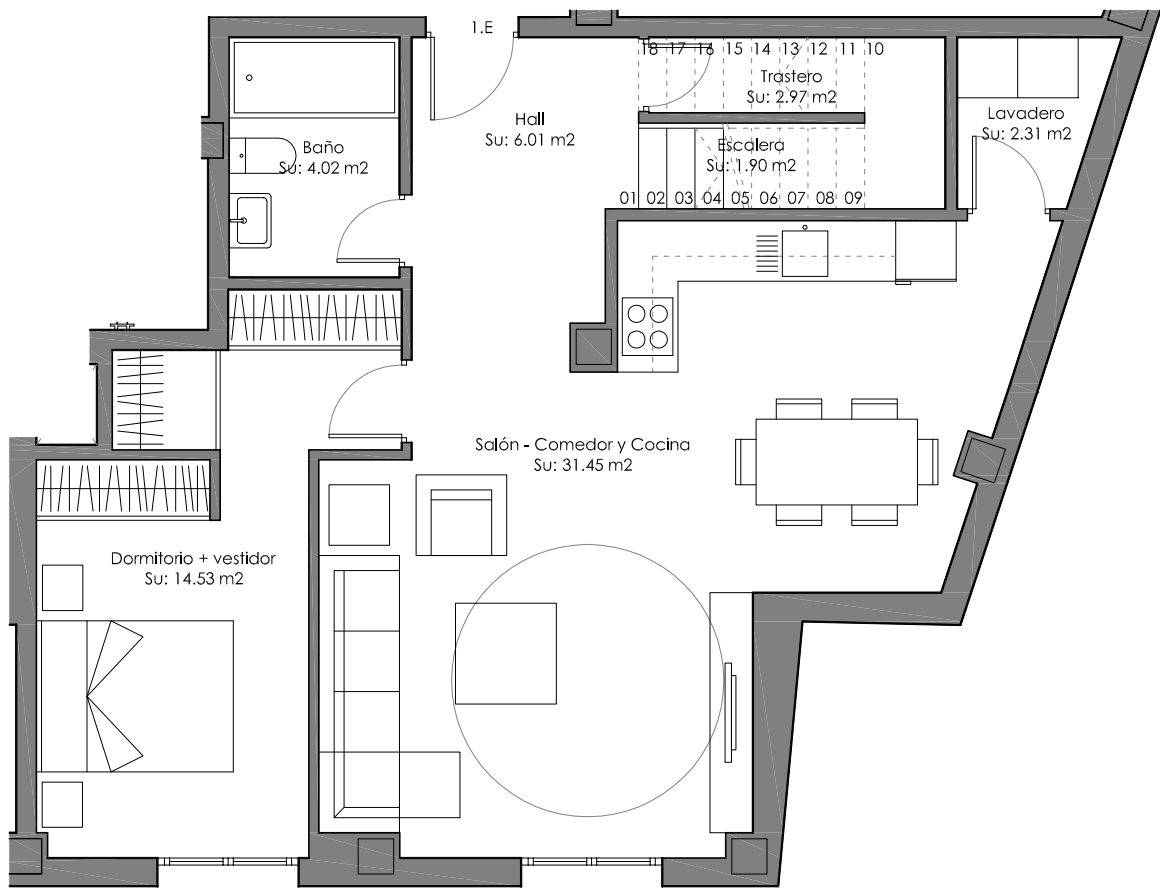 1.E
18 17 16 15 14 13 12 11 10
Trastero
Su: 2.97 m2
Hall
Su: 6.01 m2
Lavadero
Su: 2.31 m2
Baño
Su: 4.02 m2
Escalera
Su: 1.90 m2
01 02 03 04 05 06 07 08 09
Salón - Comedor y Cocina
Su: 31.45 m2
Dormitorio + vestidor
Su: 14.53 m2